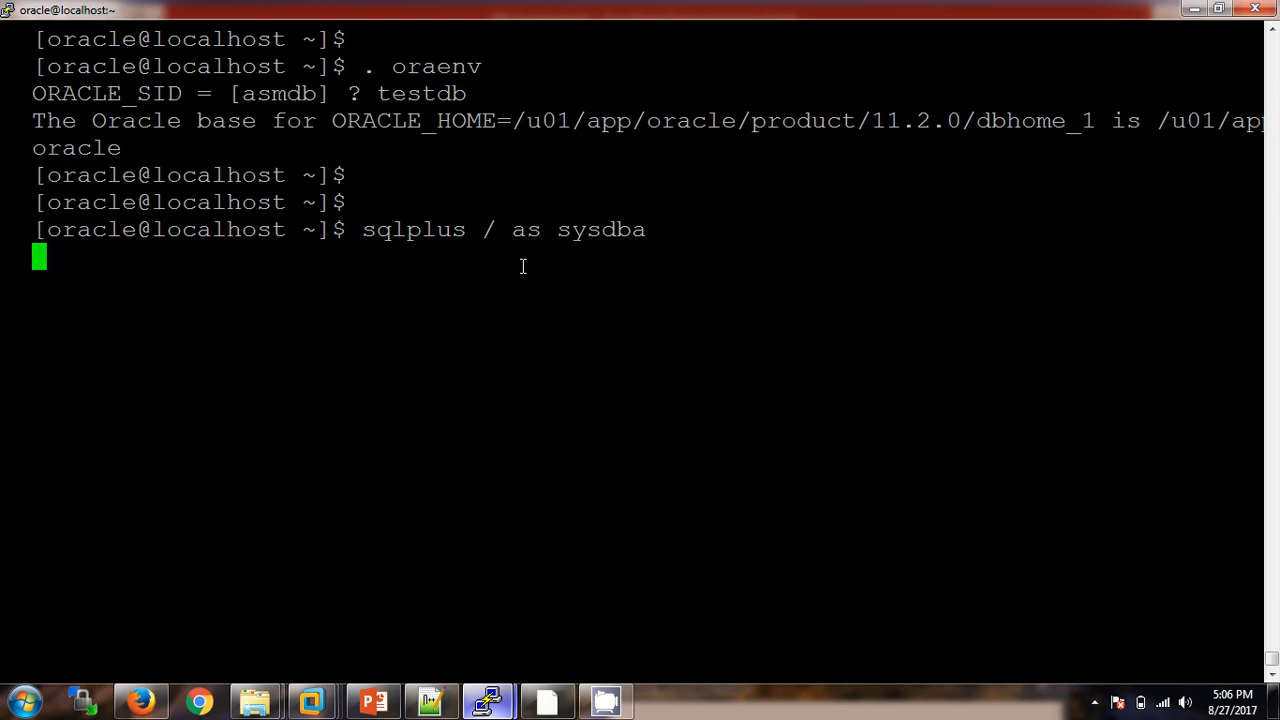 oracle@localhost:~
[oracle@localhost ~]$
[oracle@localhost ~]$ . oraenv
ORACLE_SID = [asmdb] ? testdb
The Oracle base for ORACLE_HOME=/u01/app/oracle/product/11.2.0/dbhome_1 is /u01/app
oracle
[oracle@localhost ~]$
[oracle@localhost ~]$
[oracle@localhost ~]$ sqlplus / as sysdba
5:06 PM
8/27/2017